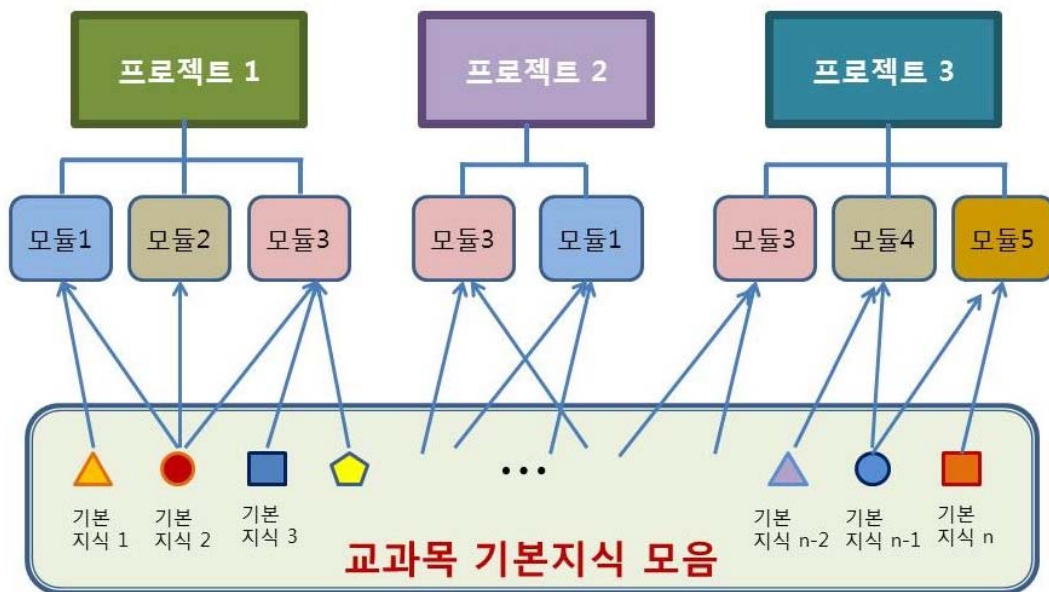 프로젝트 1
프로젝트 2
프로젝트 3
모듈1
모듈2
모듈3
모듈3
모듈1
모듈3
모듈4
모듈5
...
기본
지식 1
기본
지식 2
기본
지식 3
기본
지식 n-2
기본
지식 n-1
기본
지식 n
교과목 기본지식 모음